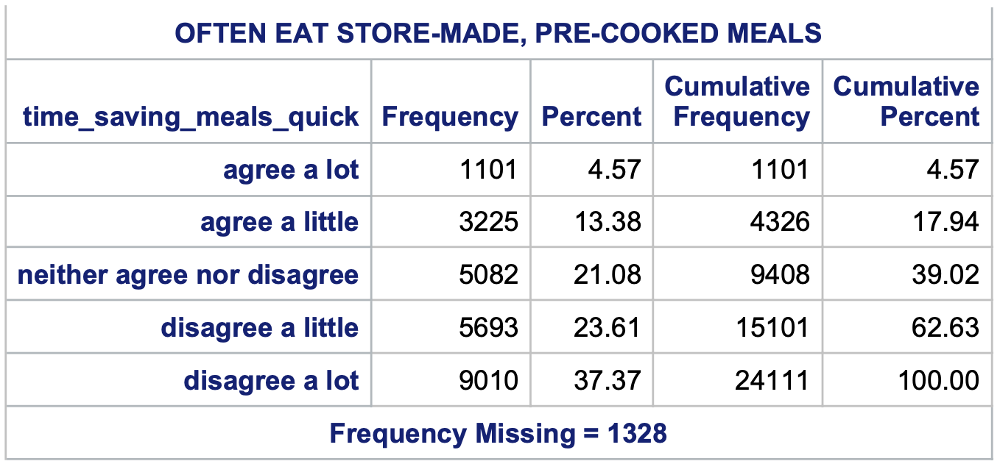 OFTEN EAT STORE-MADE, PRE-COOKED MEALS
time_saving_meals_quick Frequency Percent Cumulative Frequency Cumulative Percent
agree a lot 1101 4.57 1101 4.57
agree a little 3225 13.38 4326 17.94
neither agree nor disagree 5082 21.08 9408 39.02
disagree a little 5693 23.61 15101 62.63
disagree a lot 9010 37.37 24111 100.00
Frequency Missing = 1328